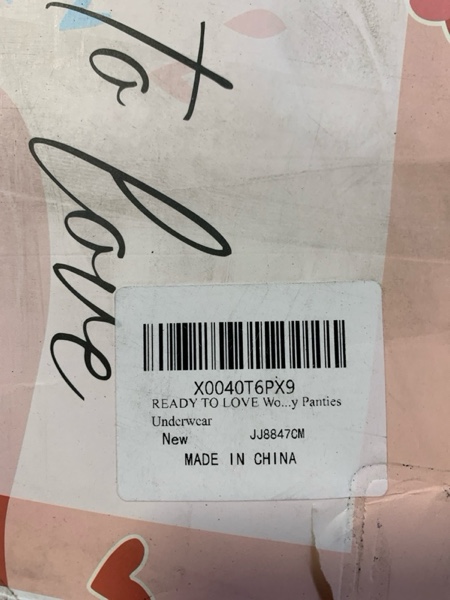 To
love
X0040T6PX9
READY TO LOVE Wo...y Panties
Underwear
New JJ8847CM
MADE IN CHINA